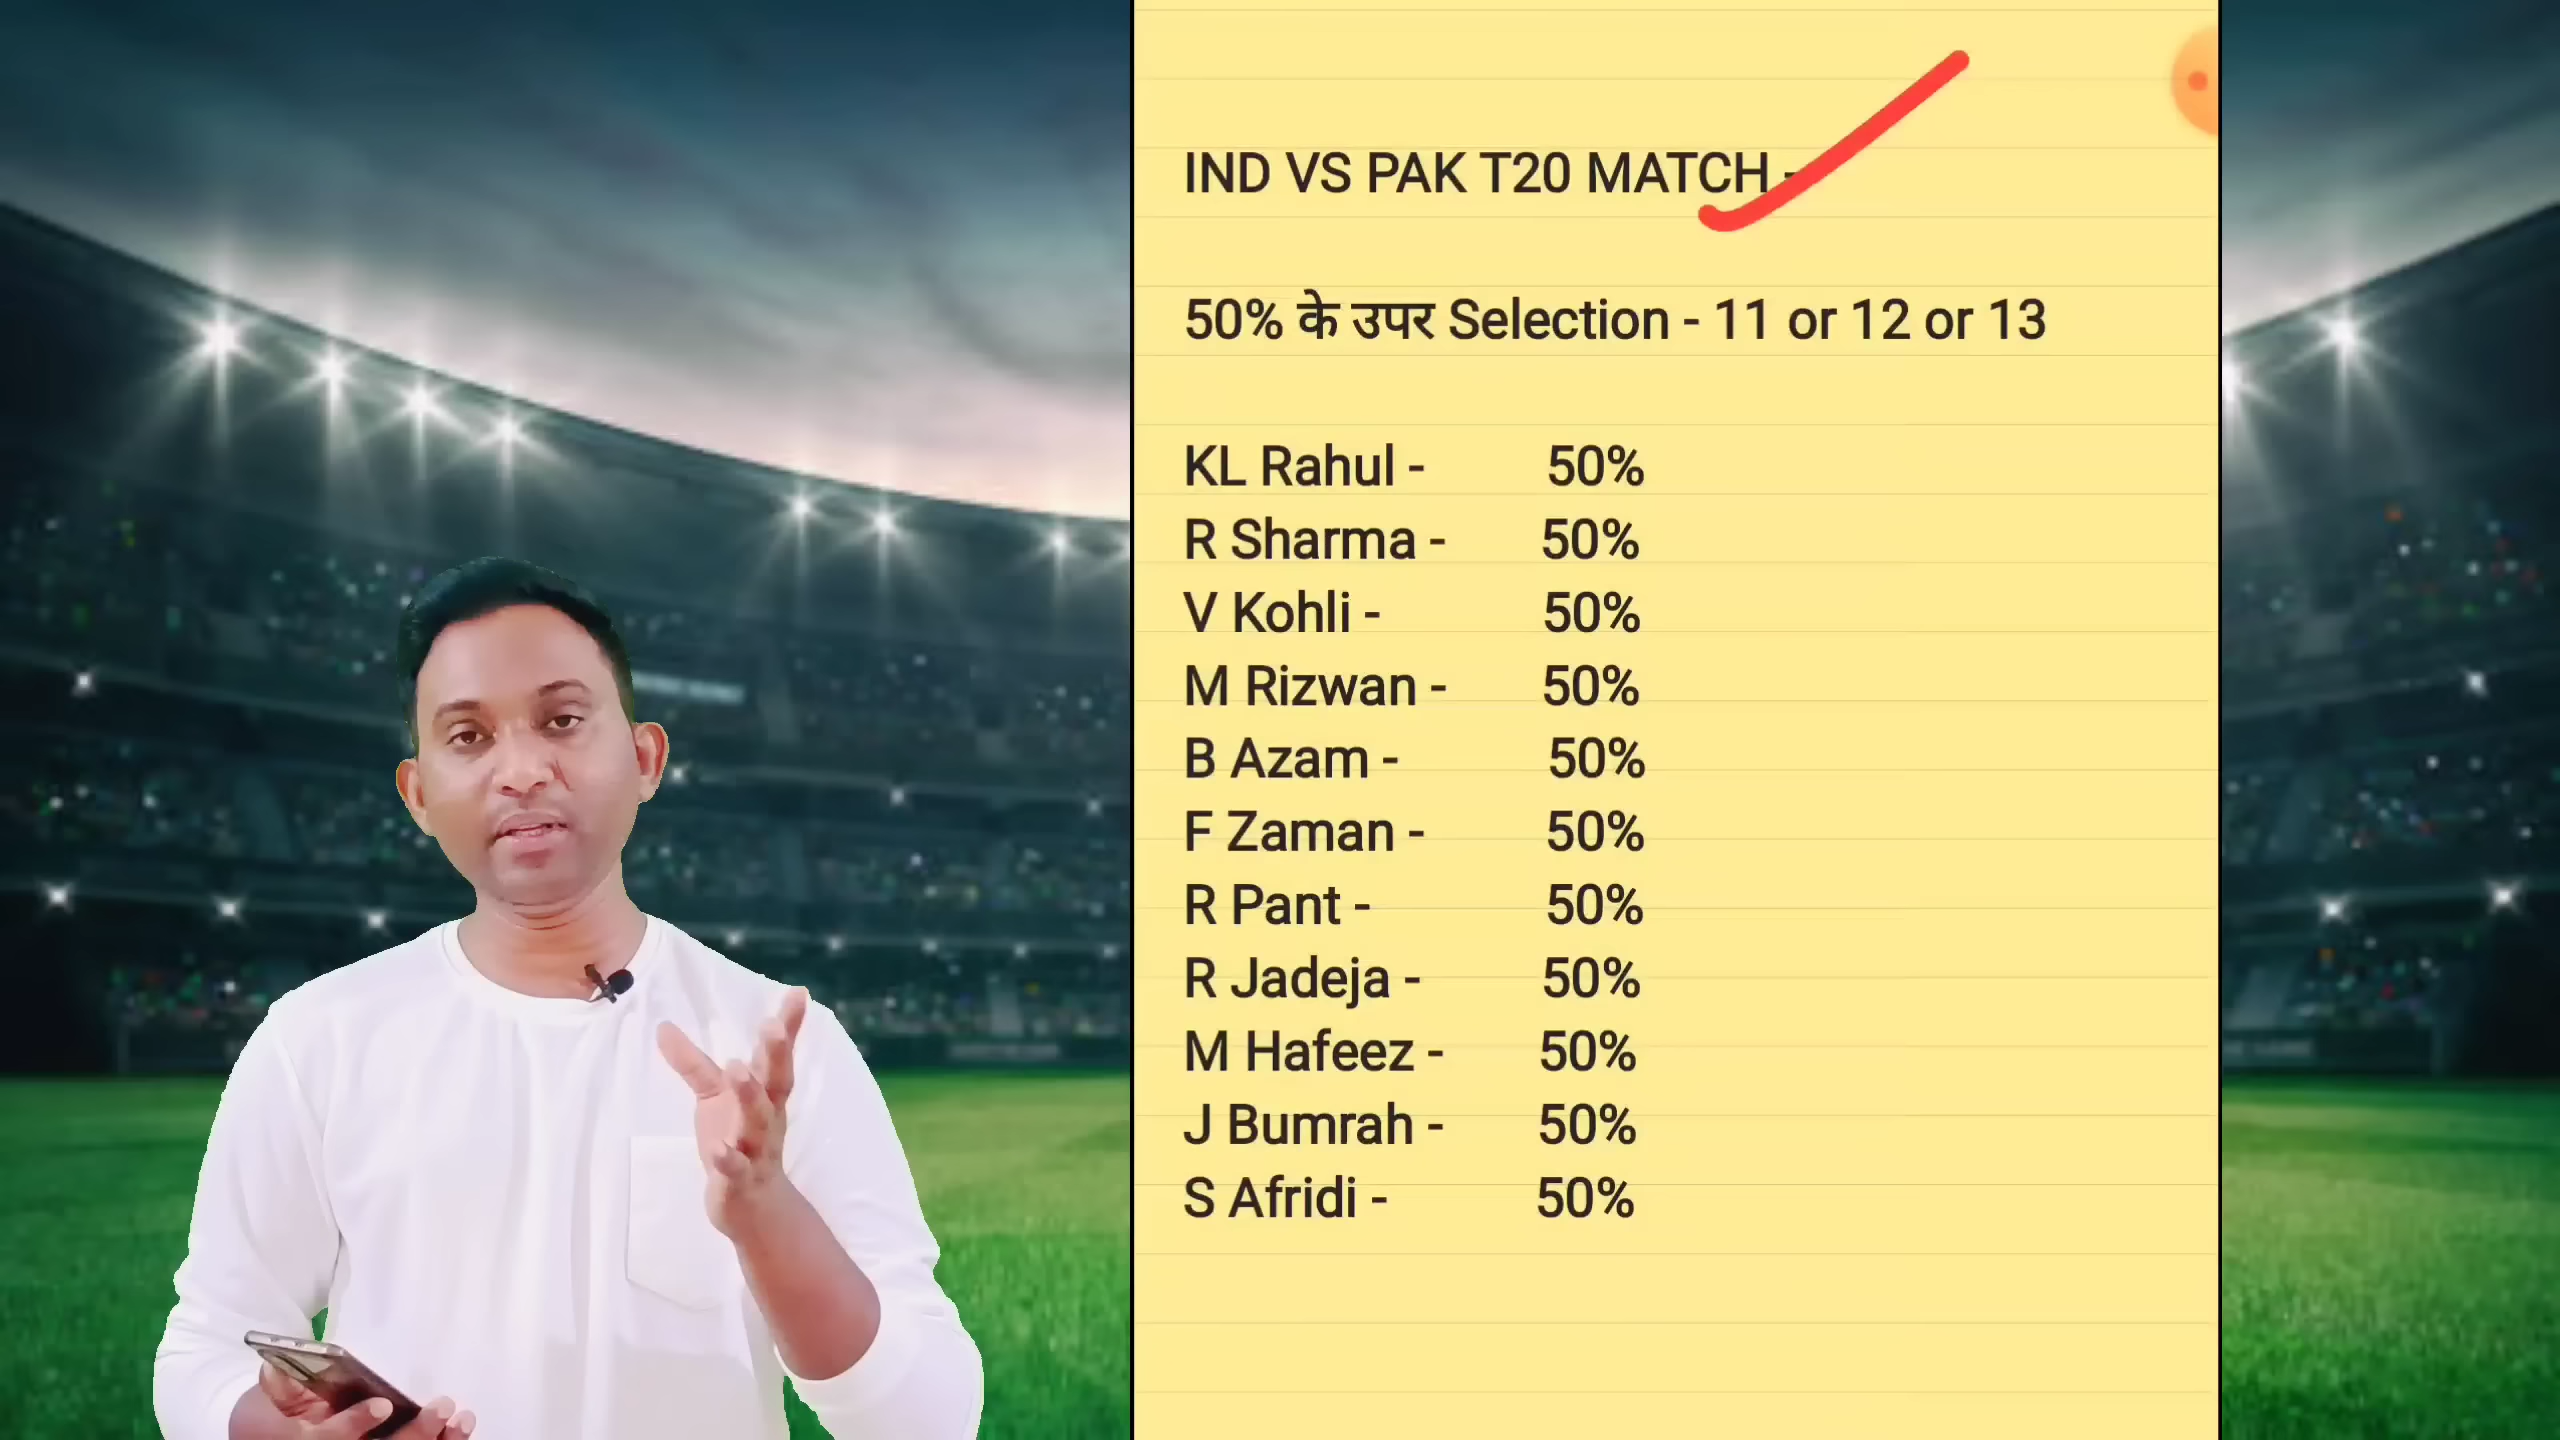 IND VS PAK T20 MATCH -
50% के उपर Selection - 11 or 12 or 13
KL Rahul - 50%
R Sharma - 50%
V Kohli - 50%
M Rizwan - 50%
B Azam - 50%
F Zaman - 50%
R Pant - 50%
R Jadeja - 50%
M Hafeez - 50%
J Bumrah - 50%
S Afridi - 50%